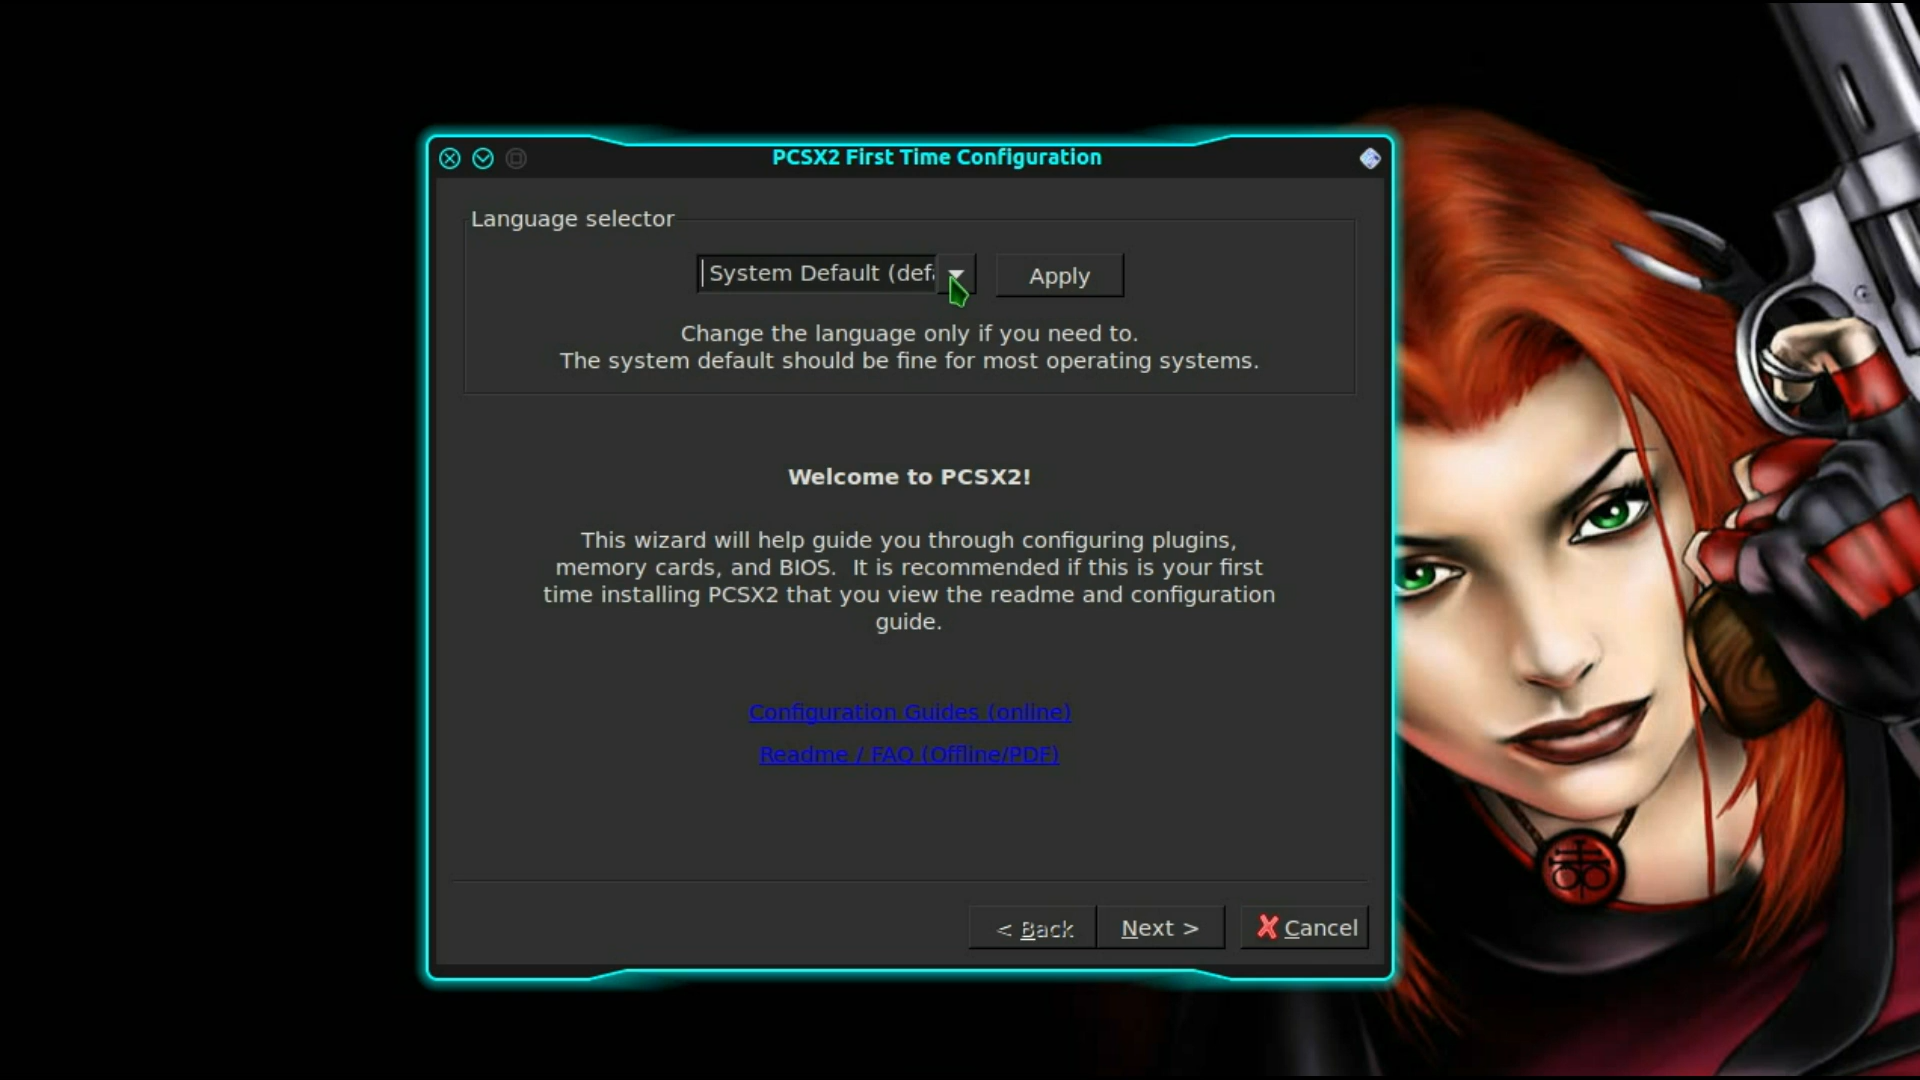 PCSX2 First Time Configuration
Language selector
System Default (defa
Apply
Change the language only if you need to.
The system default should be fine for most operating systems.
Welcome to PCSX2!
This wizard will help guide you through configuring plugins,
memory cards, and BIOS.  It is recommended if this is your first
time installing PCSX2 that you view the readme and configuration
guide.
Configuration Guides (online)
Readme / FAQ (Offline/PDF)
< Back
Next >
Cancel